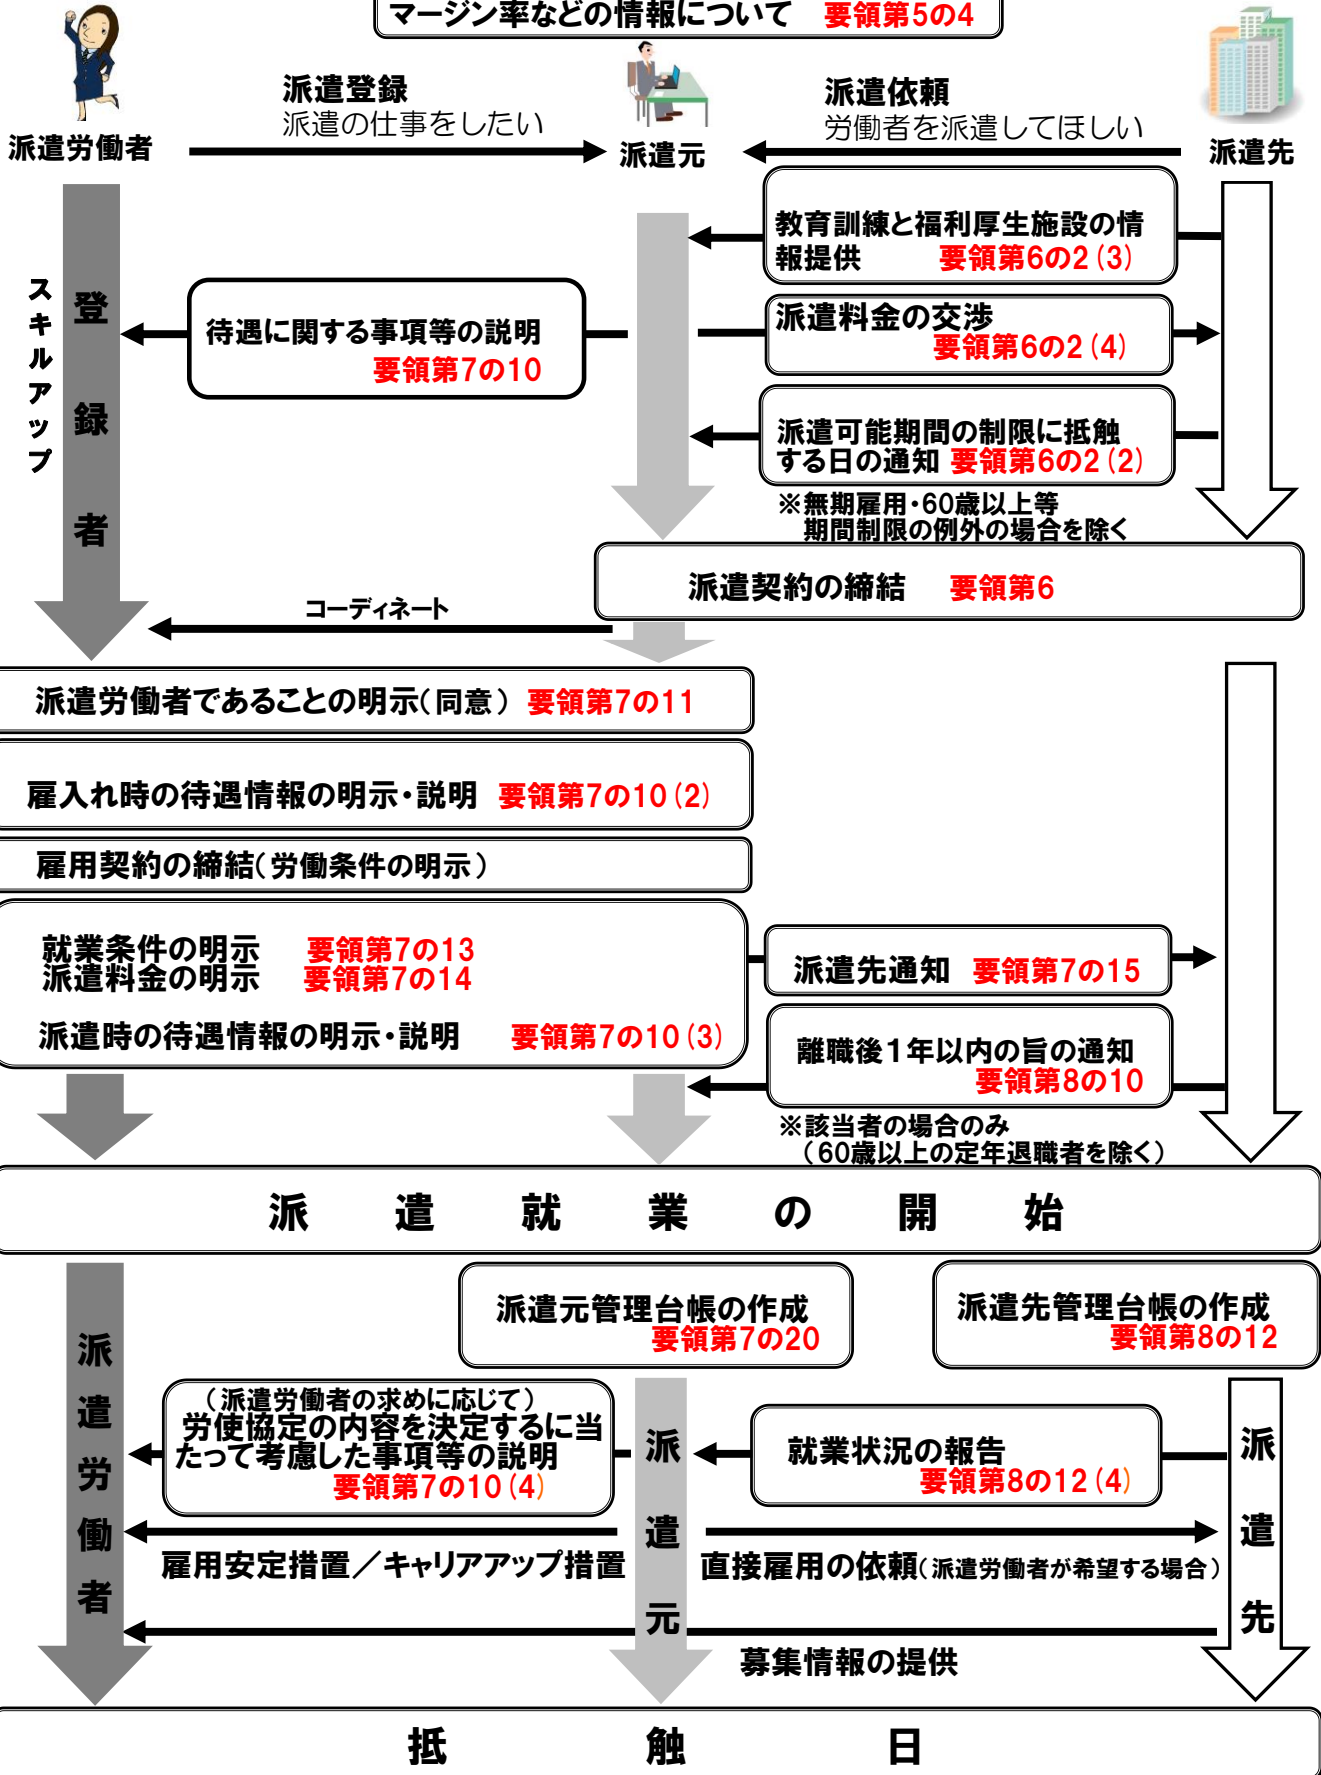 マージン率などの情報について 要領第5の4
派遣登録
派遣の仕事をしたい
派遣依頼
労働者を派遣してほしい
派遣労働者
派遣元
派遣先
教育訓練と福利厚生施設の情
報提供 要領第6の2(3)
スキルアップ
登録者
待遇に関する事項等の説明
要領第7の10
派遣料金の交渉
要領第6の2(4)
派遣可能期間の制限に抵触
する日の通知 要領第6の2(2)
※無期雇用・60歳以上等
期間制限の例外の場合を除く
派遣契約の締結 要領第6
コーディネート
派遣労働者であることの明示(同意) 要領第7の11
雇入れ時の待遇情報の明示・説明 要領第7の10(2)
雇用契約の締結(労働条件の明示)
就業条件の明示 要領第7の13
派遣料金の明示 要領第7の14
派遣時の待遇情報の明示・説明 要領第7の10(3)
派遣先通知 要領第7の15
離職後1年以内の旨の通知
要領第8の10
※該当者の場合のみ
(60歳以上の定年退職者を除く)
派遣就業の開始
派遣元管理台帳の作成
要領第7の20
派遣先管理台帳の作成
要領第8の12
派遣労働者
(派遣労働者の求めに応じて)
労使協定の内容を決定するに当
たって考慮した事項等の説明
要領第7の10(4)
派遣元
就業状況の報告
要領第8の12(4)
派遣先
雇用安定措置／キャリアアップ措置
直接雇用の依頼(派遣労働者が希望する場合)
募集情報の提供
抵触日